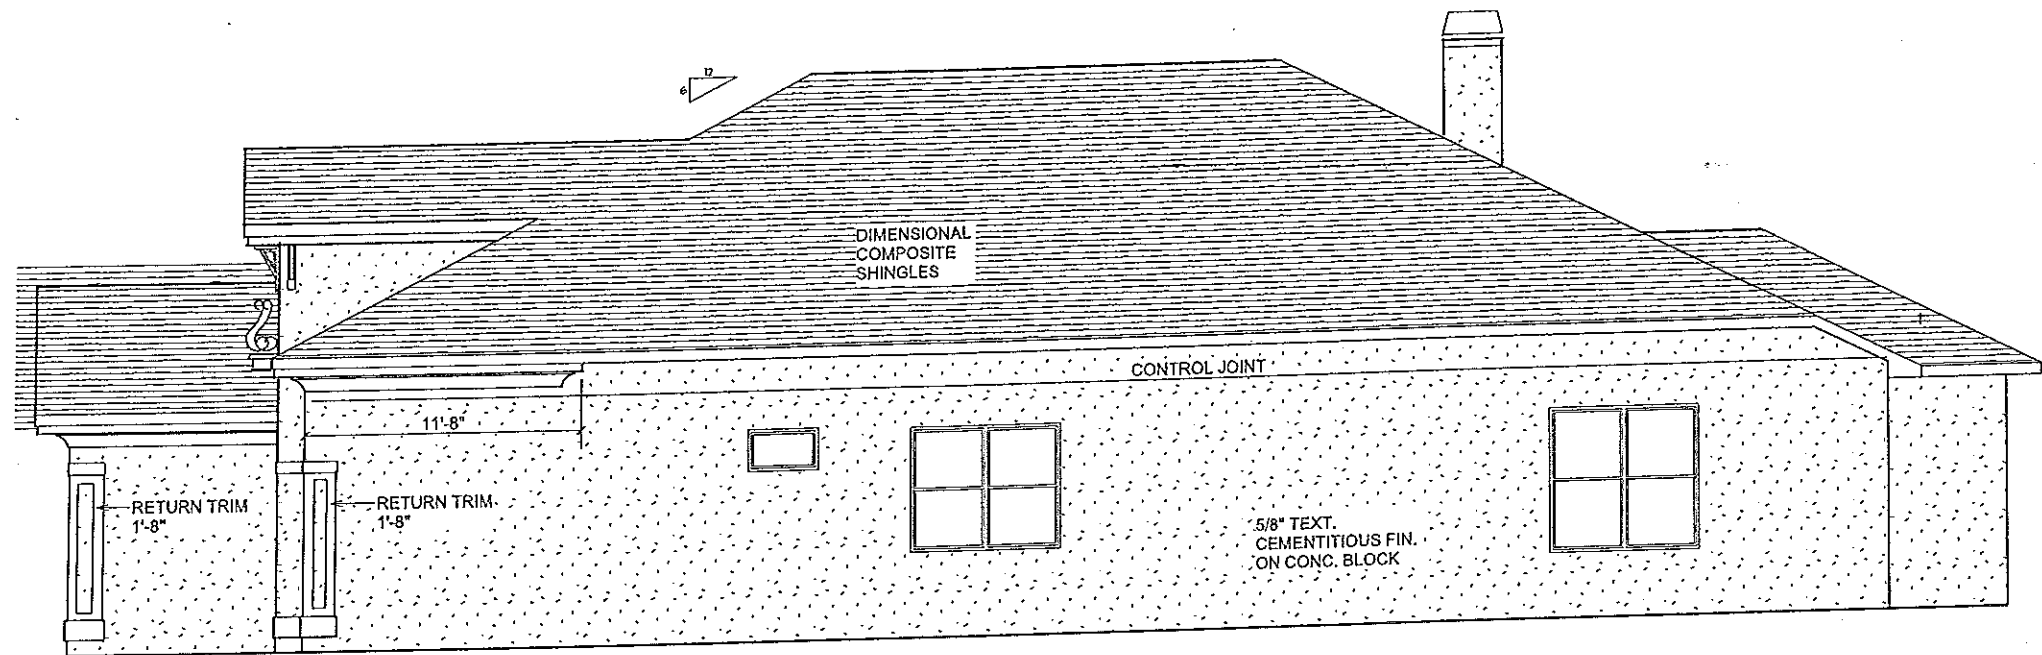 12
6
DIMENSIONAL
COMPOSITE
SHINGLES
CONTROL JOINT
11'-8"
RETURN TRIM
1'-8"
RETURN TRIM
1'-8"
5/8" TEXT.
CEMENTITIOUS FIN.
ON CONC. BLOCK